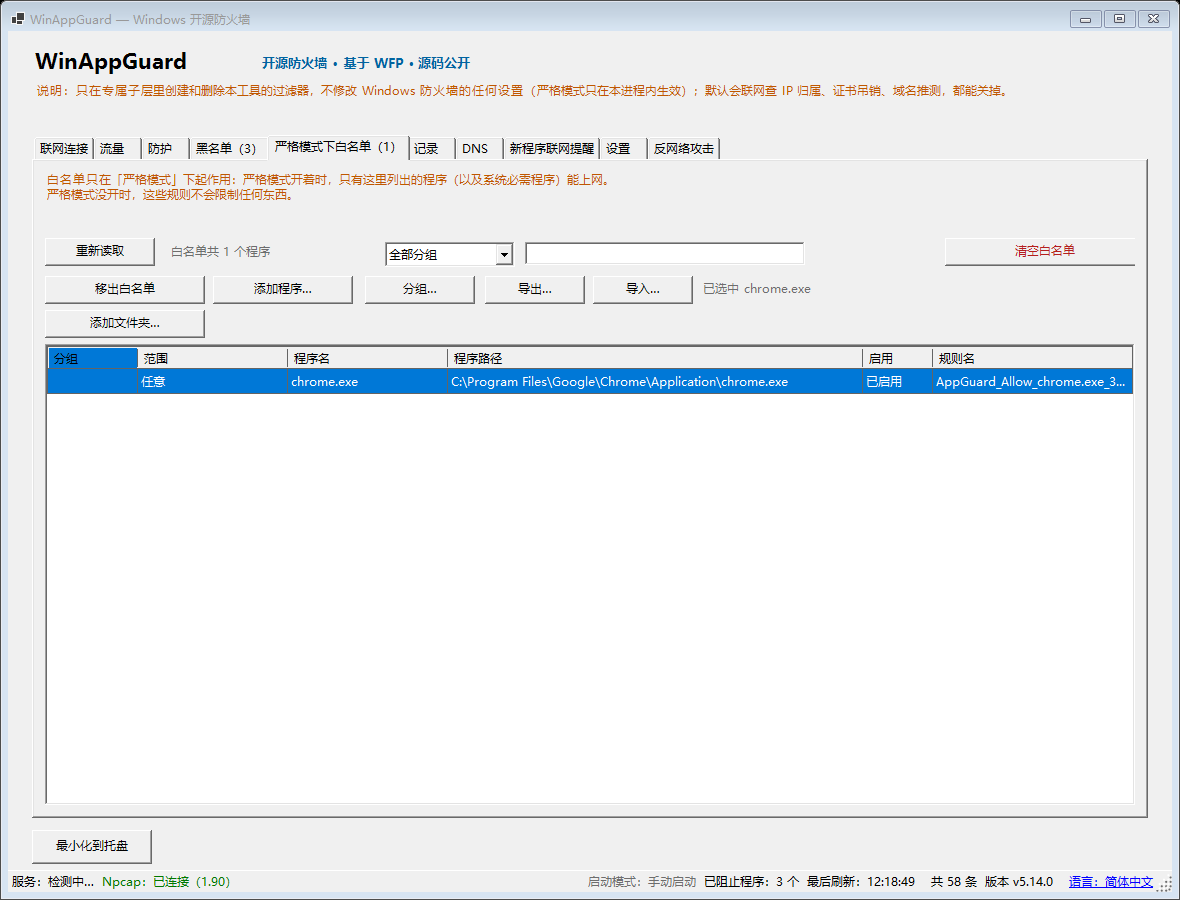 WinAppGuard — Windows 开源防火墙
WinAppGuard
开源防火墙 • 基于 WFP • 源码公开
说明：只在专属子层里创建和删除本工具的过滤器，不修改 Windows 防火墙的任何设置（严格模式只在本进程内生效）；默认会联网查 IP 归属、证书吊销、域名推测，都能关掉。
联网连接 流量 防护 黑名单（3） 严格模式下白名单（1） 记录 DNS 新程序联网提醒 设置 反网络攻击
白名单只在「严格模式」下起作用：严格模式开着时，只有这里列出的程序（以及系统必需程序）能上网。
严格模式没开时，这些规则不会限制任何东西。
重新读取 白名单共 1 个程序 全部分组 清空白名单
移出白名单 添加程序... 分组... 导出... 导入... 已选中 chrome.exe
添加文件夹...
分组 范围 程序名 程序路径 启用 规则名
任意 chrome.exe C:\Program Files\Google\Chrome\Application\chrome.exe 已启用 AppGuard_Allow_chrome.exe_3...
最小化到托盘
服务：检测中... Npcap：已连接（1.90） 启动模式：手动启动 已阻止程序：3 个 最后刷新：12:18:49 共 58 条 版本 v5.14.0 语言：简体中文